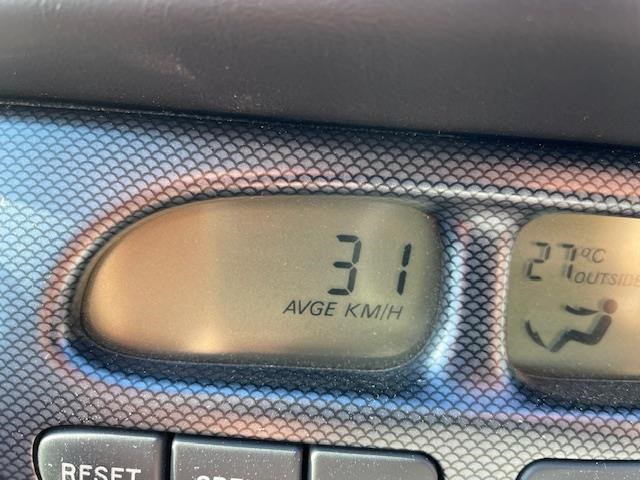 31
AVGE KM/H
27°C
OUTSIDE
RESET